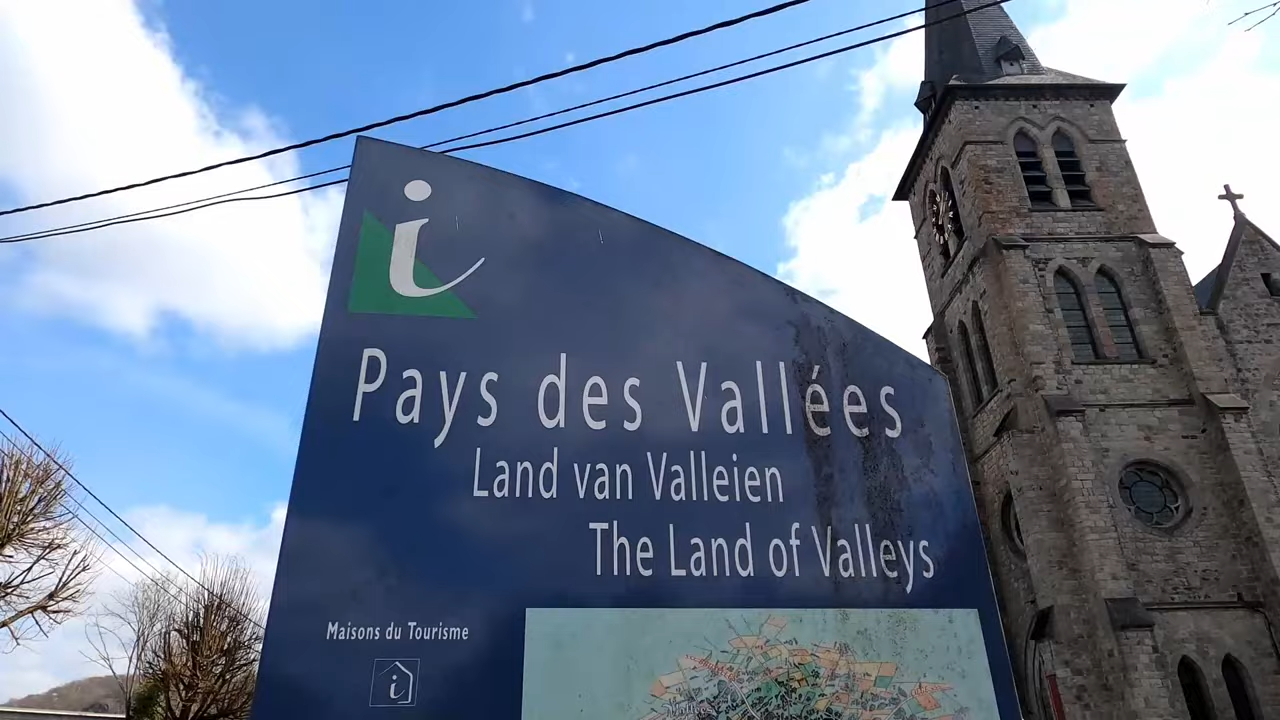 i
Pays des Vallées
Land van Valleien
The Land of Valleys
Maisons du Tourisme
i